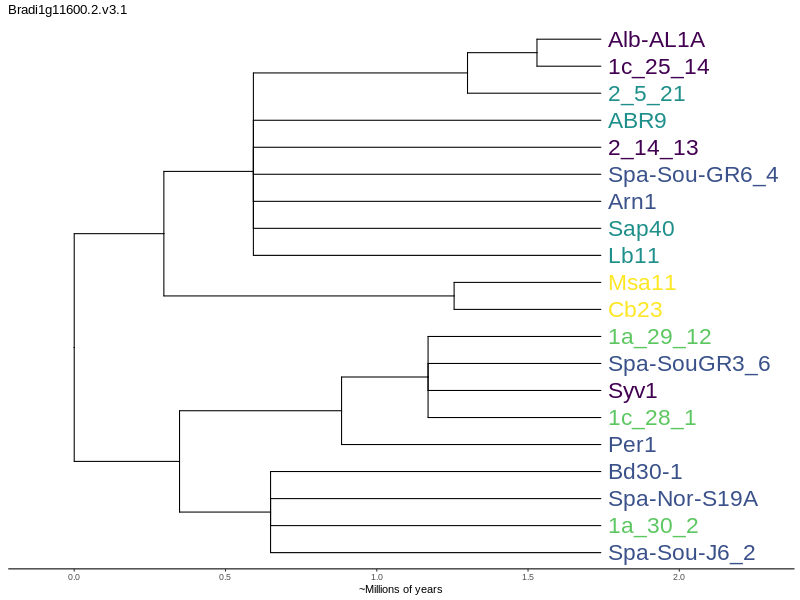 Bradi1g11600.2.v3.1
Alb-AL1A
1c_25_14
2_5_21
ABR9
2_14_13
Spa-Sou-GR6_4
Arn1
Sap40
Lb11
Msa11
Cb23
1a_29_12
Spa-SouGR3_6
Syv1
1c_28_1
Per1
Bd30-1
Spa-Nor-S19A
1a_30_2
Spa-Sou-J6_2
0.0 0.5 1.0 1.5 2.0
~Millions of years